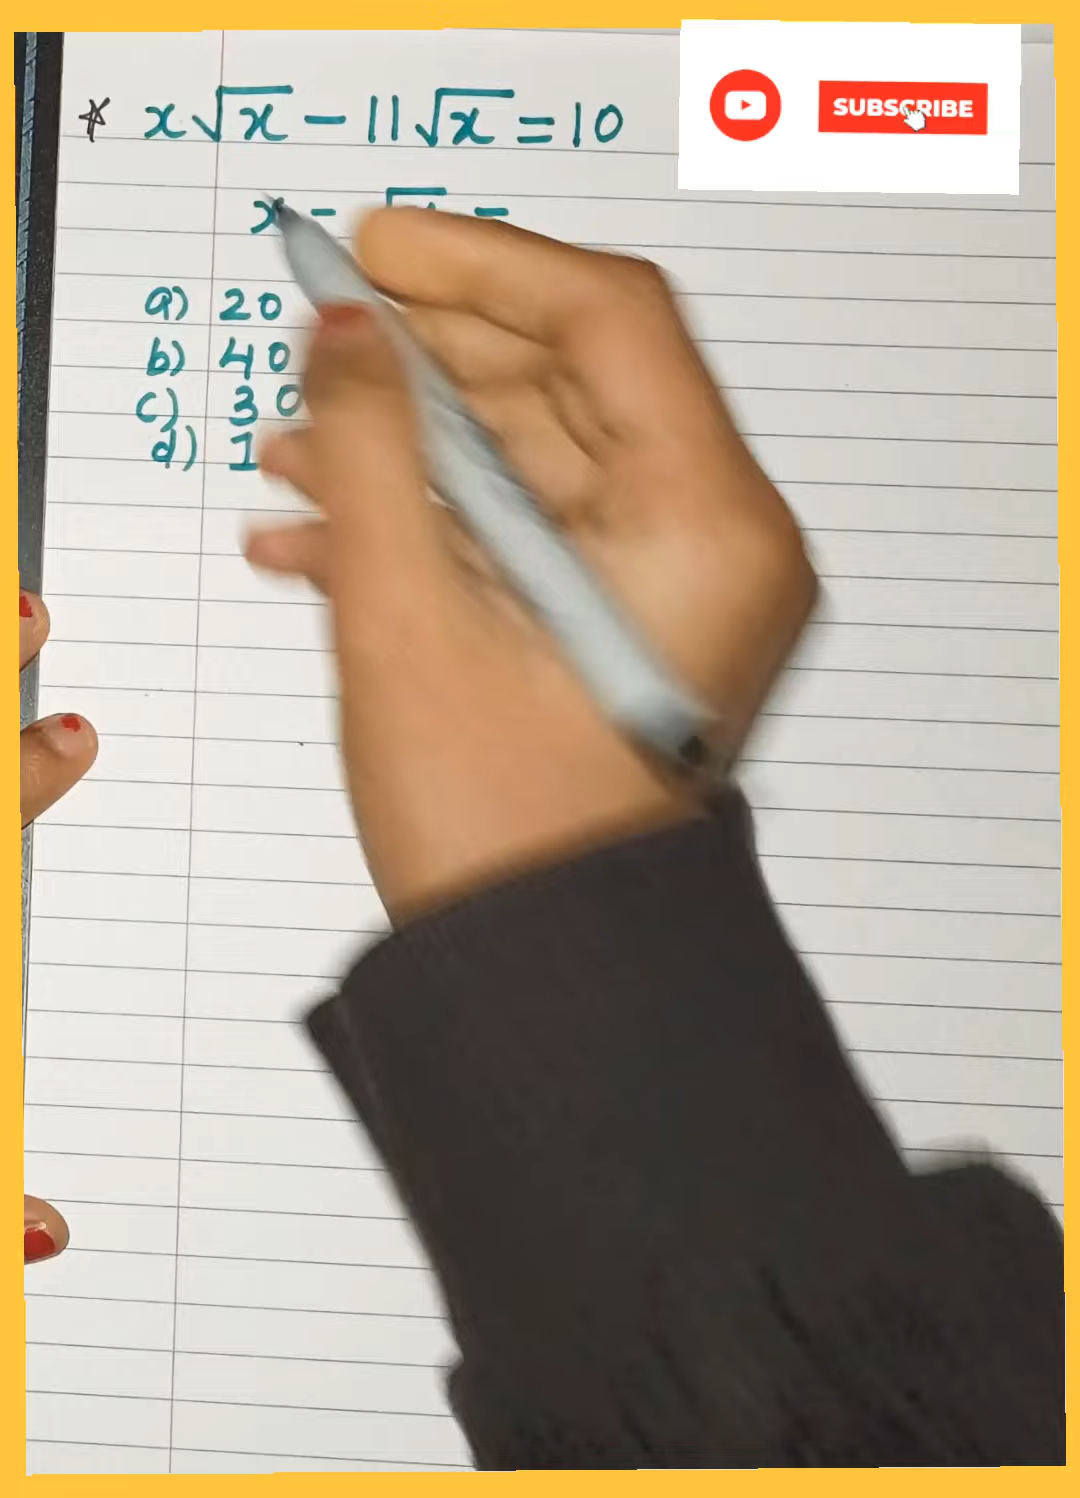 * x√x - 11√x = 10
SUBSCRIBE
x - √x =
a) 20
b) 40
c) 30
d) 1